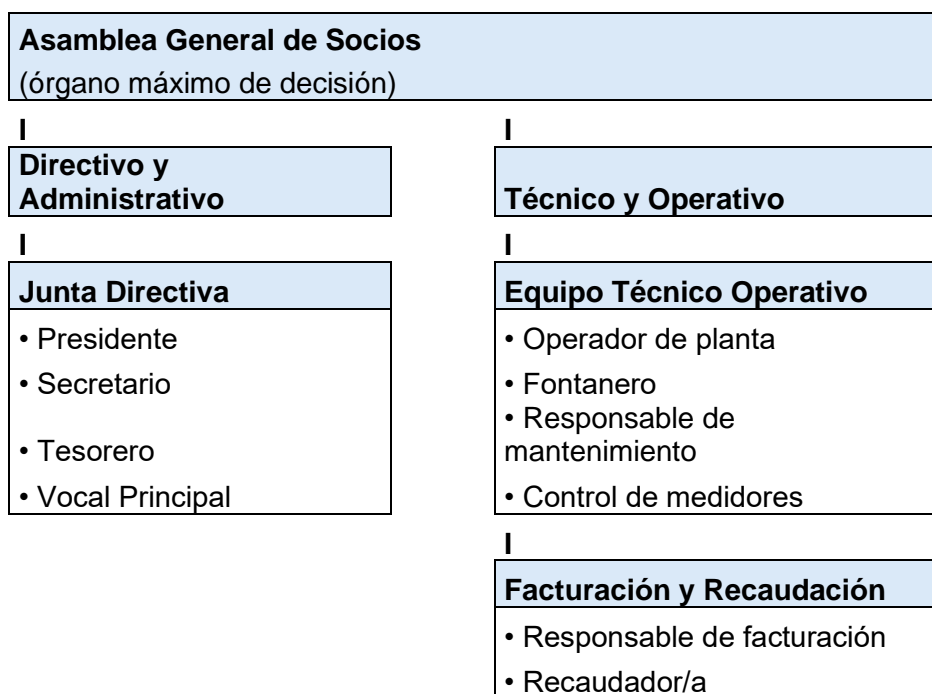 Asamblea General de Socios
(órgano máximo de decisión)
I
I
Directivo y
Administrativo
Técnico y Operativo
I
I
Junta Directiva
Equipo Técnico Operativo
• Presidente
• Operador de planta
• Secretario
• Fontanero
• Tesorero
• Responsable de
mantenimiento
• Vocal Principal
• Control de medidores
I
Facturación y Recaudación
• Responsable de facturación
• Recaudador/a